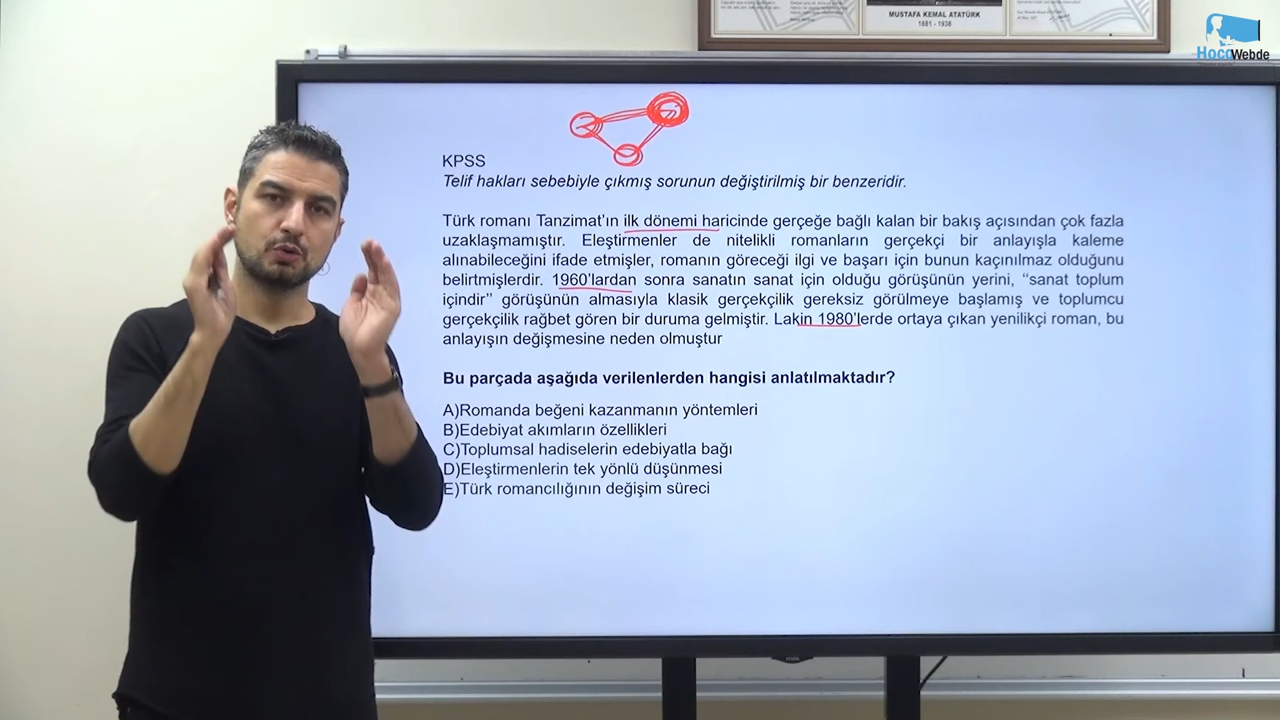 MUSTAFA KEMAL ATATÜRK
1881 - 1938
HocaWebde
KPSS
Telif hakları sebebiyle çıkmış sorunun değiştirilmiş bir benzeridir.
Türk romanı Tanzimat'ın ilk dönemi haricinde gerçeğe bağlı kalan bir bakış açısından çok fazla
uzaklaşmamıştır. Eleştirmenler de nitelikli romanların gerçekçi bir anlayışla kaleme
alınabileceğini ifade etmişler, romanın göreceği ilgi ve başarı için bunun kaçınılmaz olduğunu
belirtmişlerdir. 1960'lardan sonra sanatın sanat için olduğu görüşünün yerini, ‘‘sanat toplum
içindir’’ görüşünün almasıyla klasik gerçekçilik gereksiz görülmeye başlamış ve toplumcu
gerçekçilik rağbet gören bir duruma gelmiştir. Lakin 1980'lerde ortaya çıkan yenilikçi roman, bu
anlayışın değişmesine neden olmuştur
Bu parçada aşağıda verilenlerden hangisi anlatılmaktadır?
A)Romanda beğeni kazanmanın yöntemleri
B)Edebiyat akımların özellikleri
C)Toplumsal hadiselerin edebiyatla bağı
D)Eleştirmenlerin tek yönlü düşünmesi
E)Türk romancılığının değişim süreci